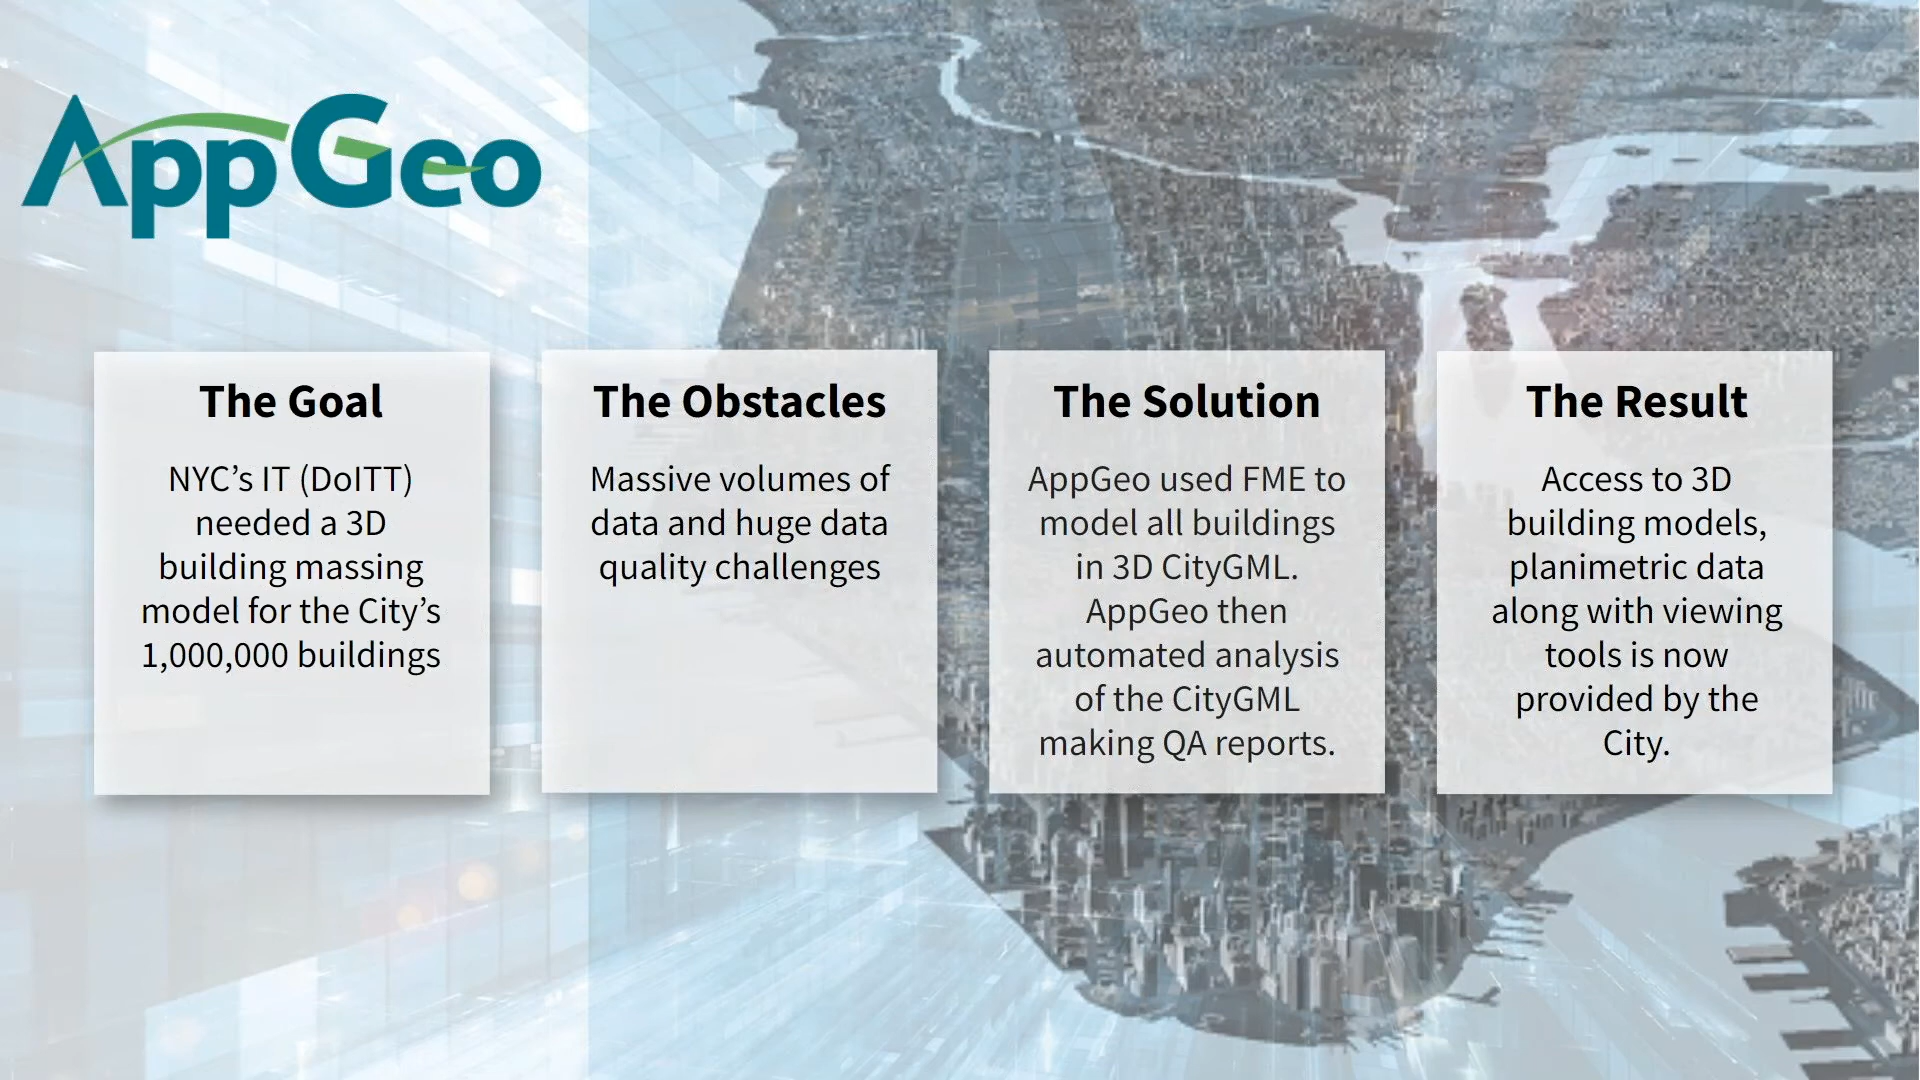 AppGeo
The Goal
NYC’s IT (DoITT)
needed a 3D
building massing
model for the City’s
1,000,000 buildings
The Obstacles
Massive volumes of
data and huge data
quality challenges
The Solution
AppGeo used FME to
model all buildings
in 3D CityGML.
AppGeo then
automated analysis
of the CityGML
making QA reports.
The Result
Access to 3D
building models,
planimetric data
along with viewing
tools is now
provided by the
City.